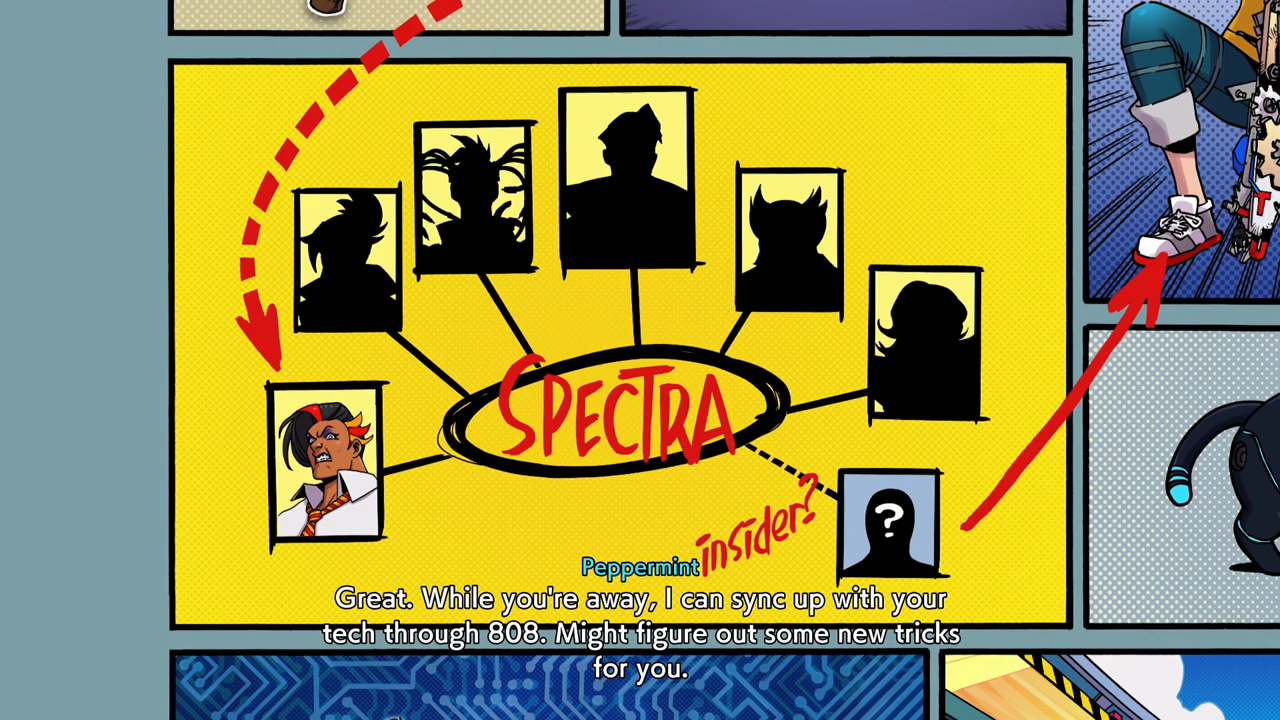 SPECTRA
insider?
?
Peppermint
Great. While you're away, I can sync up with your
tech through 808. Might figure out some new tricks
for you.